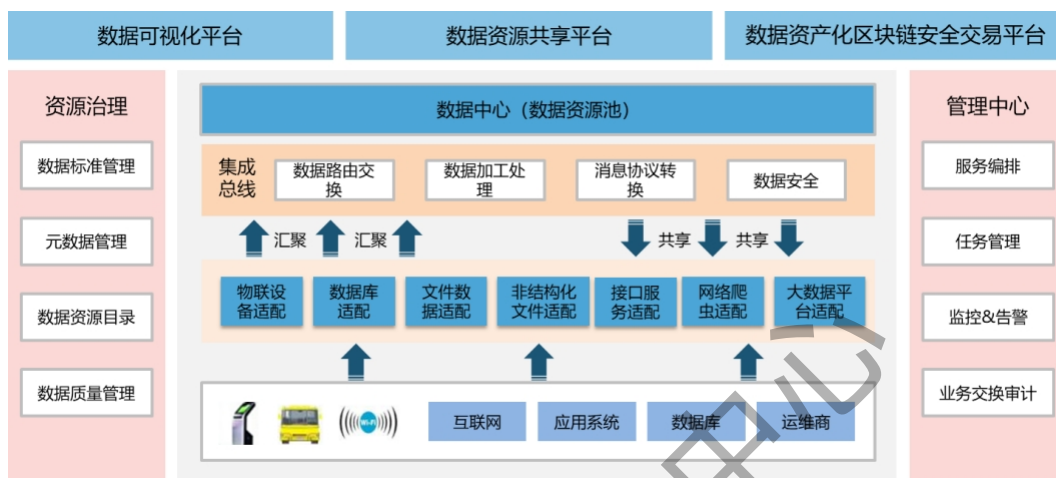 数据可视化平台
数据资源共享平台
数据资产化区块链安全交易平台
资源治理
数据标准管理
元数据管理
数据资源目录
数据质量管理
数据中心（数据资源池）
集成
总线
数据路由交
换
数据加工处
理
消息协议转
换
数据安全
汇聚
汇聚
共享
共享
物联设
备适配
数据库
适配
文件数
据适配
非结构化
文件适配
接口服
务适配
网络爬
虫适配
大数据平
台适配
Wi-Fi
互联网
应用系统
数据库
运维商
管理中心
服务编排
任务管理
监控&告警
业务交换审计
中心